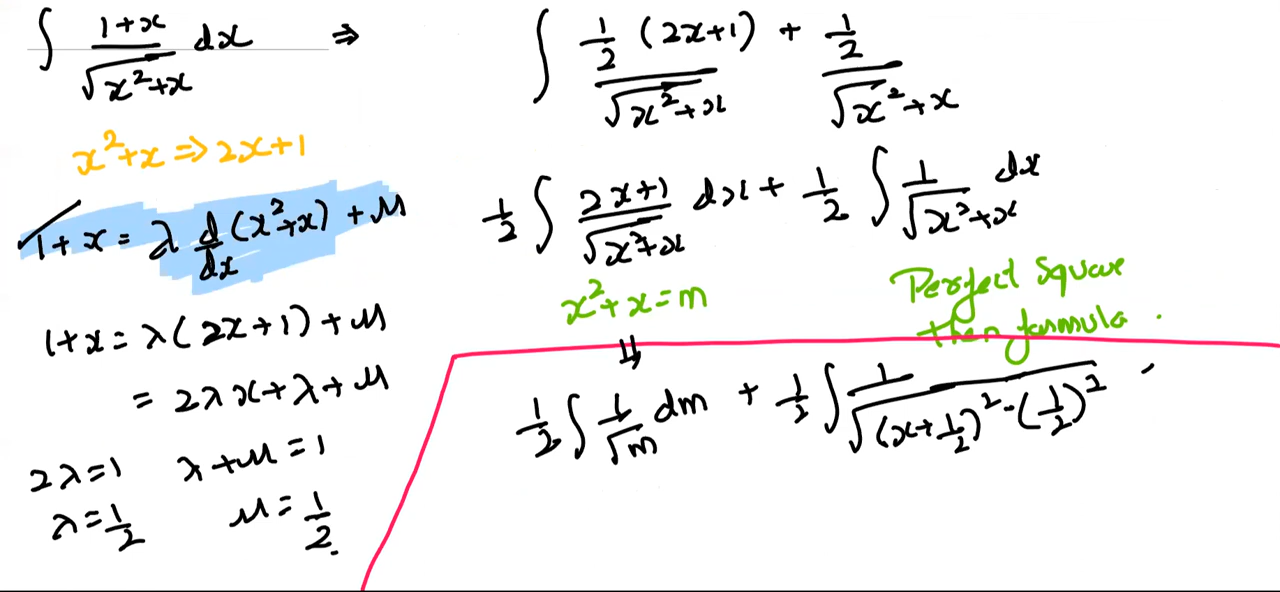 ∫ (1+x)/√(x²+x) dx ⇒
x²+x ⇒ 2x+1
1+x = λ d/dx (x²+x) + μ
1+x = λ(2x+1) + μ
= 2λx + λ + μ
2λ=1 λ+μ=1
λ=1/2 μ=1/2.
∫ (1/2 (2x+1))/√(x²+x) + (1/2)/√(x²+x)
1/2 ∫ (2x+1)/√(x²+x) dx + 1/2 ∫ 1/√(x²+x) dx
x²+x=m
Perfect Square
then formula.
⇓
1/2 ∫ 1/√m dm + 1/2 ∫ 1/√((x+1/2)²-(1/2)²)